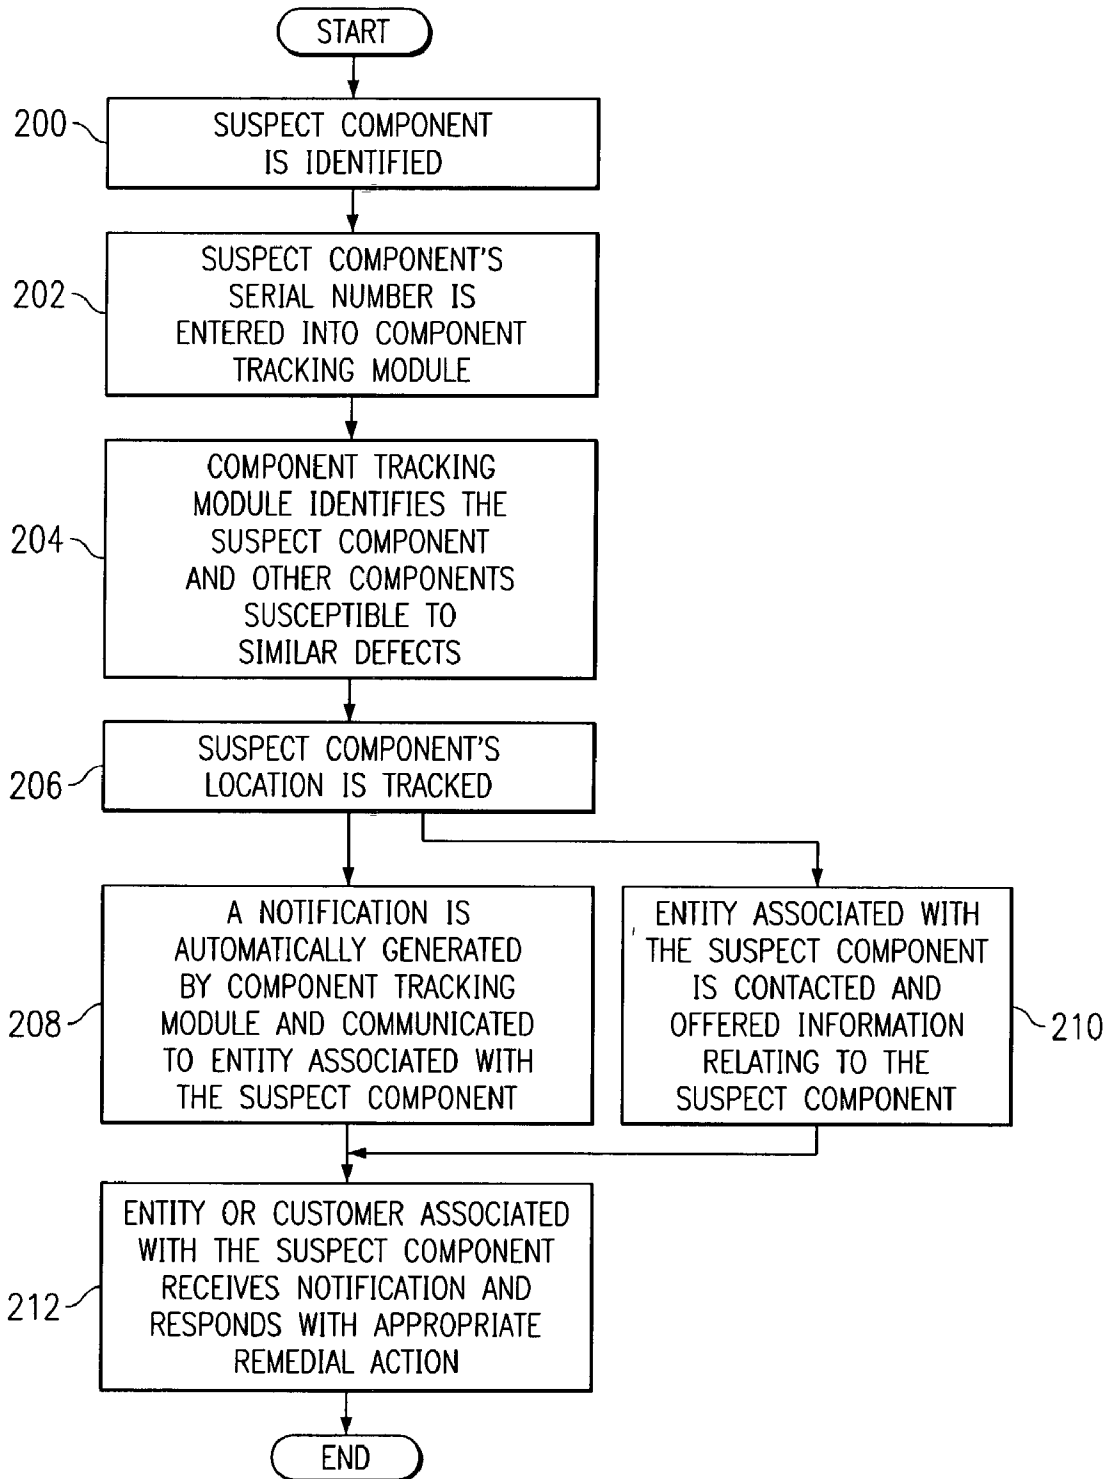 START
200
SUSPECT COMPONENT
IS IDENTIFIED
202
SUSPECT COMPONENT'S
SERIAL NUMBER IS
ENTERED INTO COMPONENT
TRACKING MODULE
204
COMPONENT TRACKING
MODULE IDENTIFIES THE
SUSPECT COMPONENT
AND OTHER COMPONENTS
SUSCEPTIBLE TO
SIMILAR DEFECTS
206
SUSPECT COMPONENT'S
LOCATION IS TRACKED
208
A NOTIFICATION IS
AUTOMATICALLY GENERATED
BY COMPONENT TRACKING
MODULE AND COMMUNICATED
TO ENTITY ASSOCIATED WITH
THE SUSPECT COMPONENT
ENTITY ASSOCIATED WITH
THE SUSPECT COMPONENT
IS CONTACTED AND
OFFERED INFORMATION
RELATING TO THE
SUSPECT COMPONENT
210
212
ENTITY OR CUSTOMER ASSOCIATED
WITH THE SUSPECT COMPONENT
RECEIVES NOTIFICATION AND
RESPONDS WITH APPROPRIATE
REMEDIAL ACTION
END